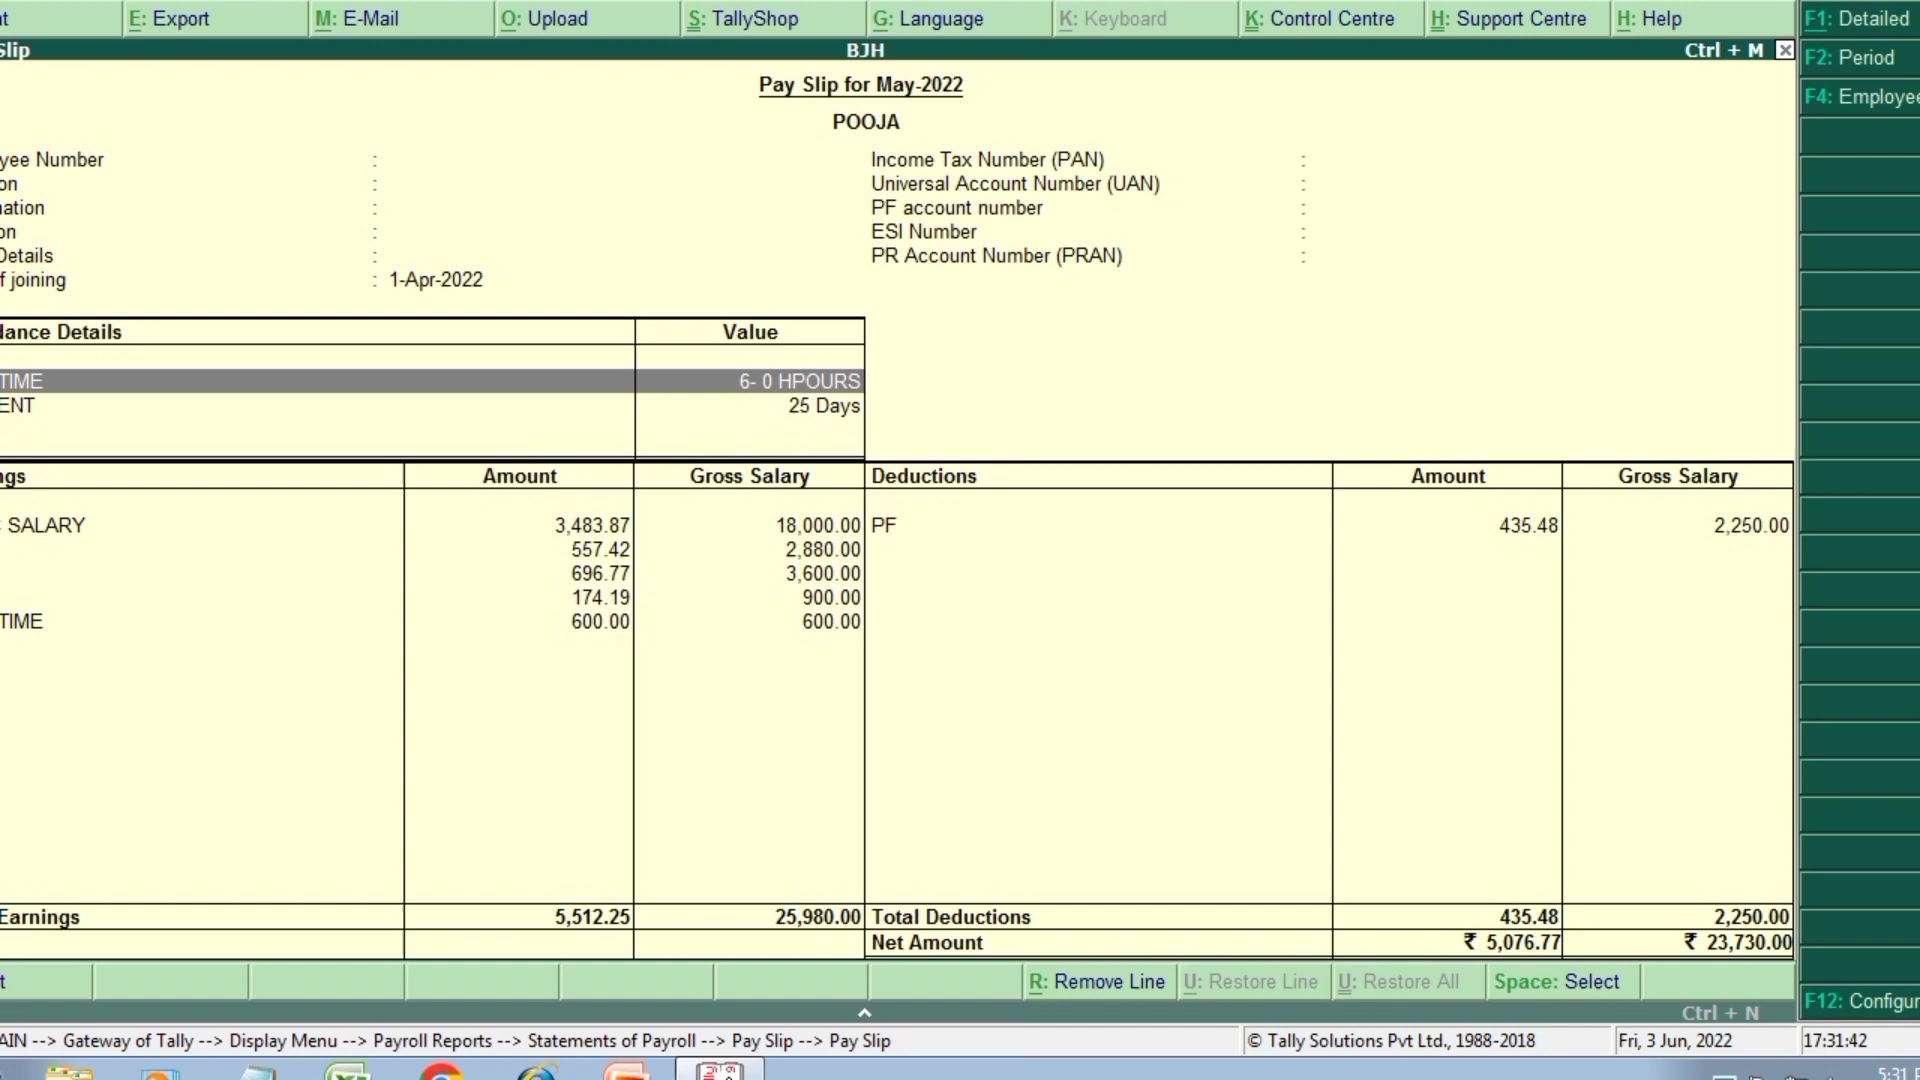 t E: Export M: E-Mail O: Upload S: TallyShop G: Language K: Keyboard K: Control Centre H: Support Centre H: Help F1: Detailed
Slip BJH Ctrl + M
F2: Period
F4: Employee
Pay Slip for May-2022
POOJA
yee Number : Income Tax Number (PAN) :
on : Universal Account Number (UAN) :
nation : PF account number :
on : ESI Number :
Details : PR Account Number (PRAN) :
f joining : 1-Apr-2022
dance Details Value
TIME 6- 0 HPOURS
ENT 25 Days
ngs Amount Gross Salary Deductions Amount Gross Salary
SALARY 3,483.87 18,000.00 PF 435.48 2,250.00
557.42 2,880.00
696.77 3,600.00
174.19 900.00
TIME 600.00 600.00
Earnings 5,512.25 25,980.00 Total Deductions 435.48 2,250.00
Net Amount ₹ 5,076.77 ₹ 23,730.00
t R: Remove Line U: Restore Line U: Restore All Space: Select
F12: Configur
Ctrl + N
AIN --> Gateway of Tally --> Display Menu --> Payroll Reports --> Statements of Payroll --> Pay Slip --> Pay Slip © Tally Solutions Pvt Ltd., 1988-2018 Fri, 3 Jun, 2022 17:31:42
5:31